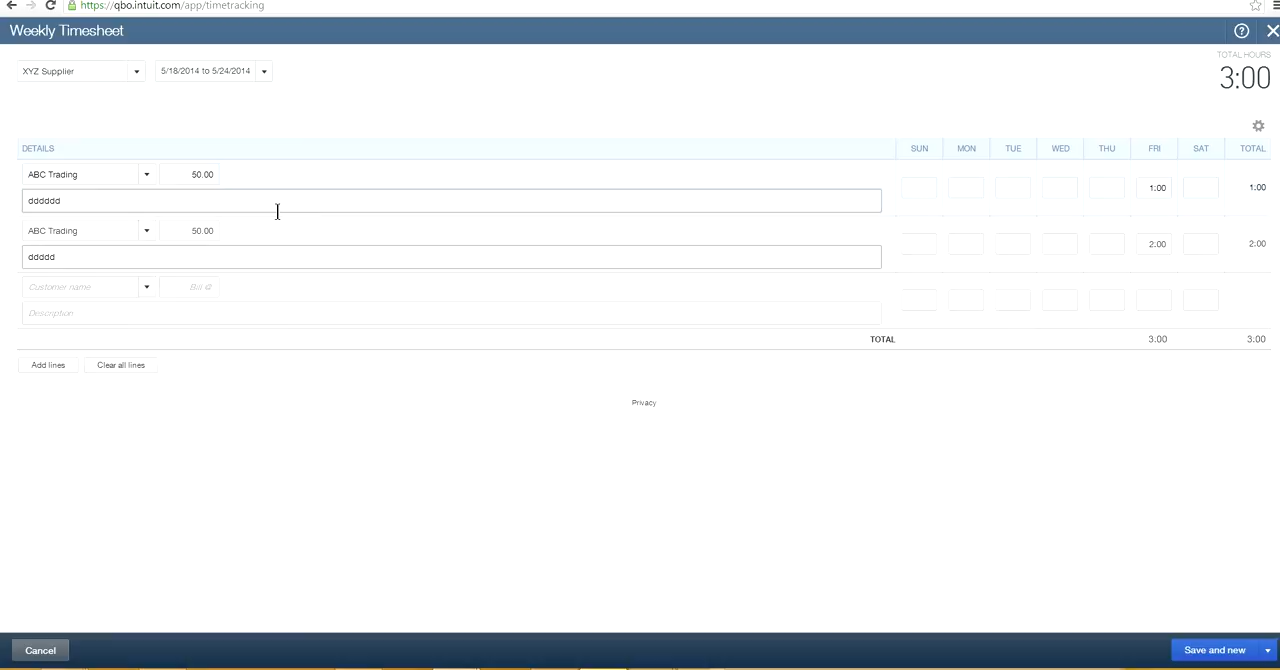 https://qbo.intuit.com/app/timetracking
Weekly Timesheet
TOTAL HOURS
XYZ Supplier 5/18/2014 to 5/24/2014 3:00
DETAILS SUN MON TUE WED THU FRI SAT TOTAL
ABC Trading 50.00
dddddd 1:00 1:00
ABC Trading 50.00
ddddd 2:00 2:00
Customer name Bill @
Description
TOTAL 3:00 3:00
Add lines Clear all lines
Privacy
Cancel Save and new